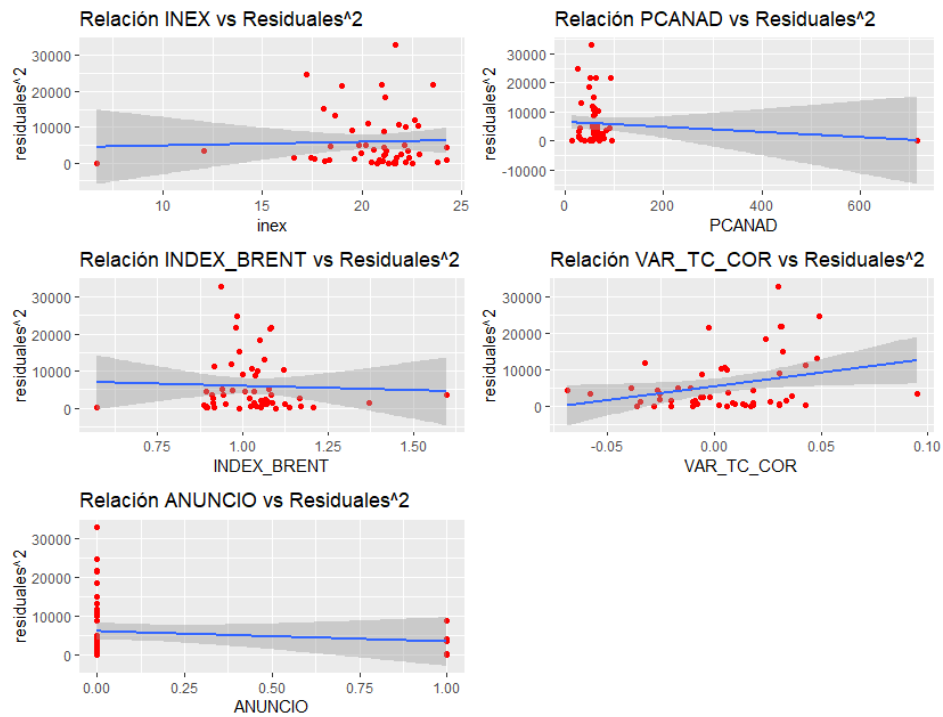 Relación INEX vs Residuales^2
residuales^2
30000
20000
10000
0
10
15
20
25
inex
Relación PCANAD vs Residuales^2
residuales^2
30000
20000
10000
0
-10000
0
200
400
600
PCANAD
Relación INDEX_BRENT vs Residuales^2
residuales^2
30000
20000
10000
0
0.75
1.00
1.25
1.50
INDEX_BRENT
Relación VAR_TC_COR vs Residuales^2
residuales^2
30000
20000
10000
0
-0.05
0.00
0.05
0.10
VAR_TC_COR
Relación ANUNCIO vs Residuales^2
residuales^2
30000
20000
10000
0
0.00
0.25
0.50
0.75
1.00
ANUNCIO